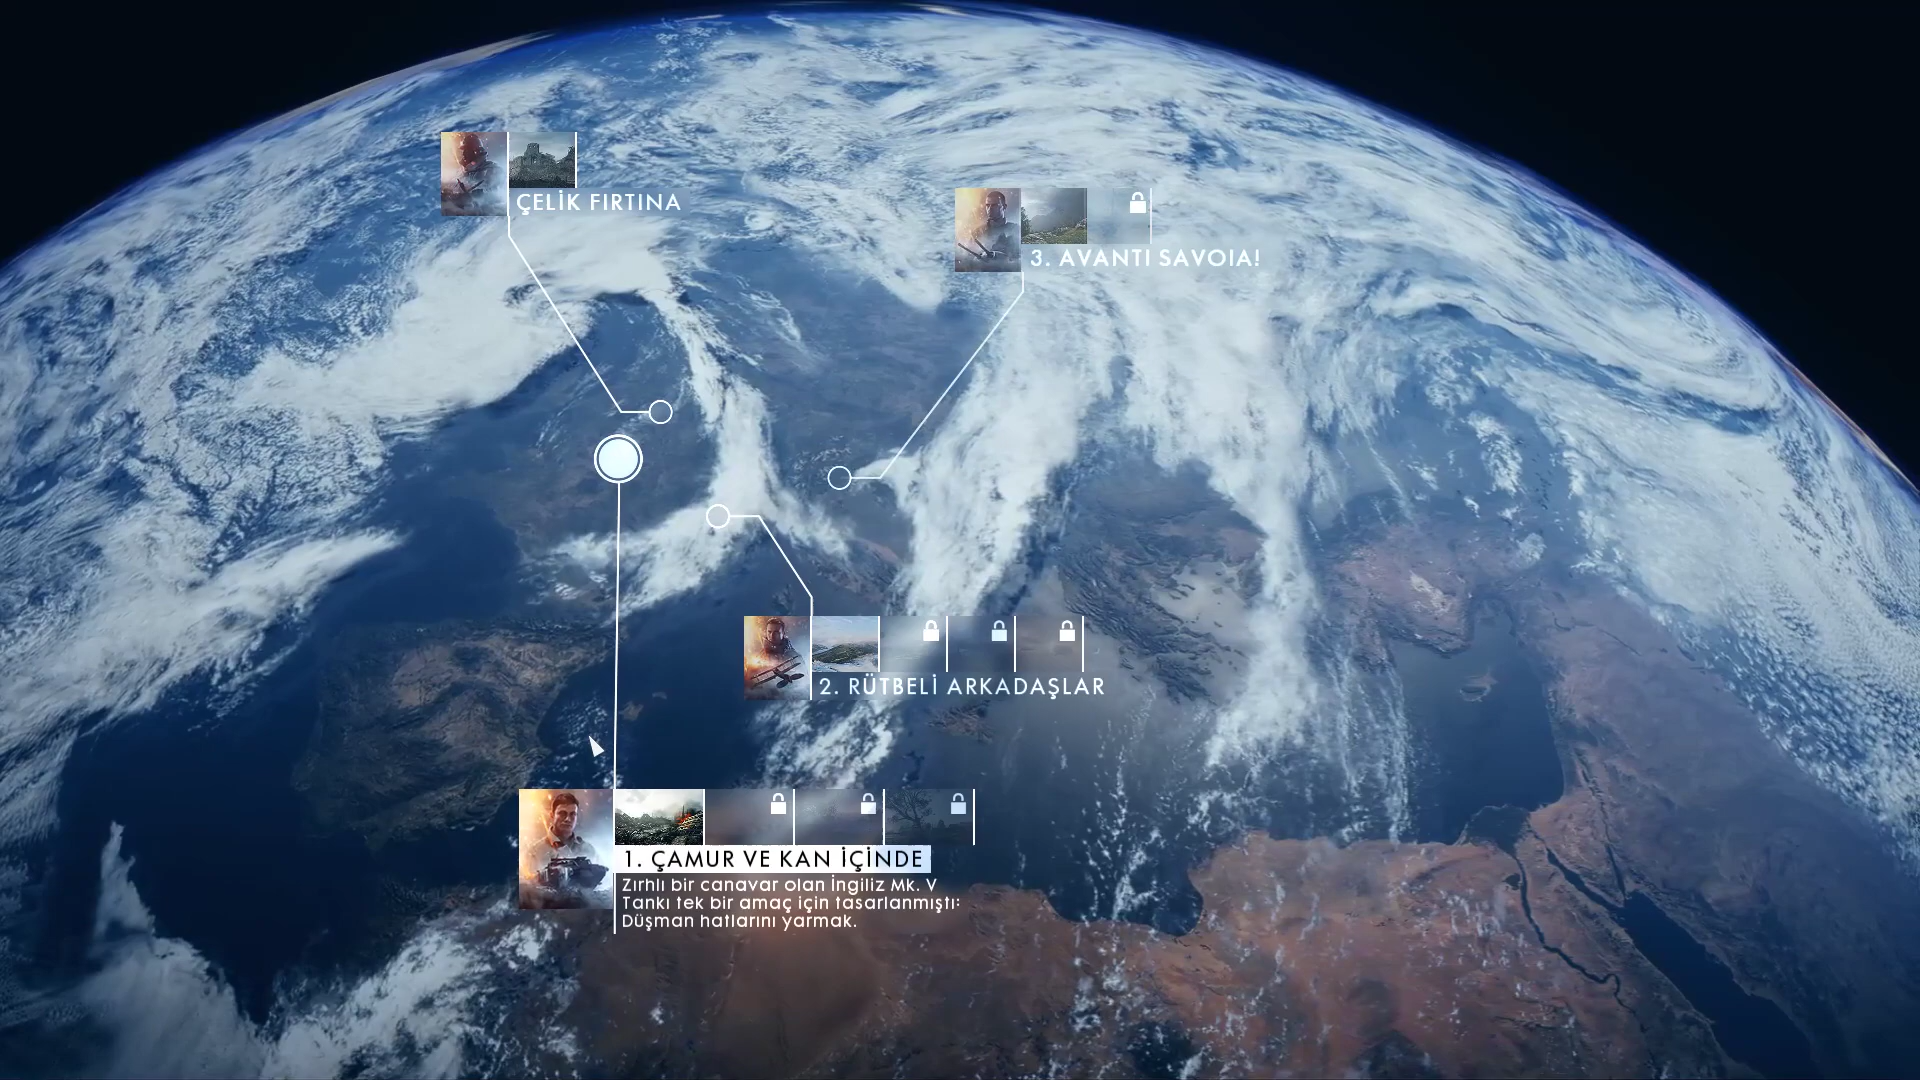 ÇELİK FIRTINA
3. AVANTI SAVOIA!
2. RÜTBELİ ARKADAŞLAR
1. ÇAMUR VE KAN İÇİNDE
Zırhlı bir canavar olan İngiliz Mk. V
Tankı tek bir amaç için tasarlanmıştı:
Düşman hatlarını yarmak.